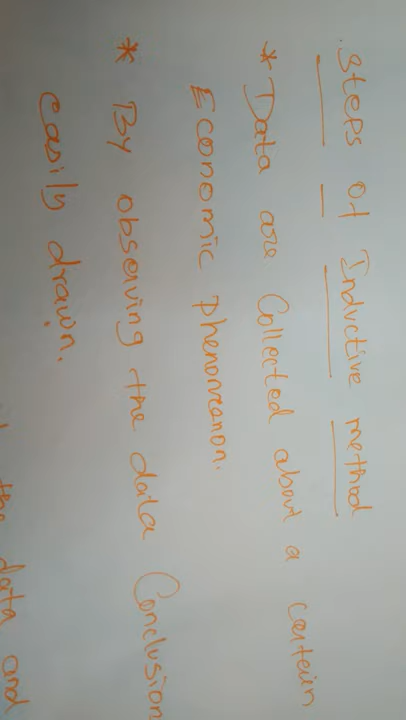 Steps of Inductive method
* Data are Collected about a certain
Economic Phenomenon.
* By observing the data Conclusion
easily drawn.
the data and